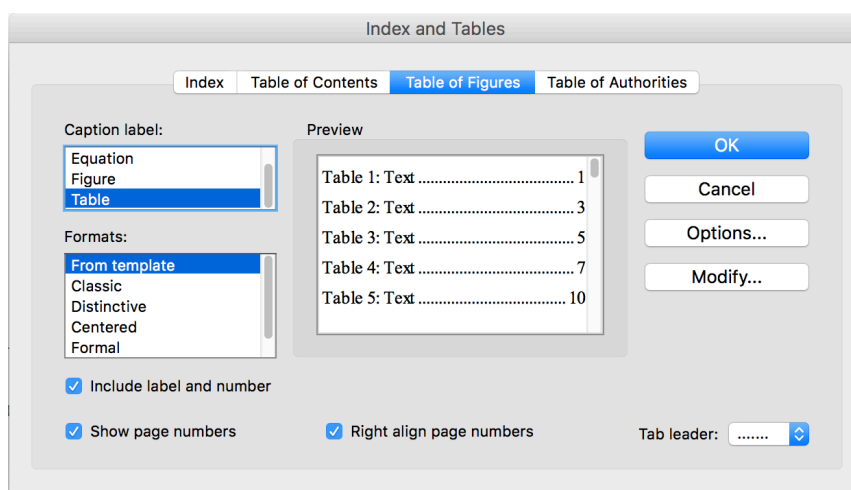 Index and Tables
Index Table of Contents Table of Figures Table of Authorities
Caption label:
Equation
Figure
Table
Formats:
From template
Classic
Distinctive
Centered
Formal
Preview
Table 1: Text ...................................... 1
Table 2: Text ...................................... 3
Table 3: Text ...................................... 5
Table 4: Text ...................................... 7
Table 5: Text .................................... 10
OK
Cancel
Options...
Modify...
Include label and number
Show page numbers
Right align page numbers
Tab leader: .......